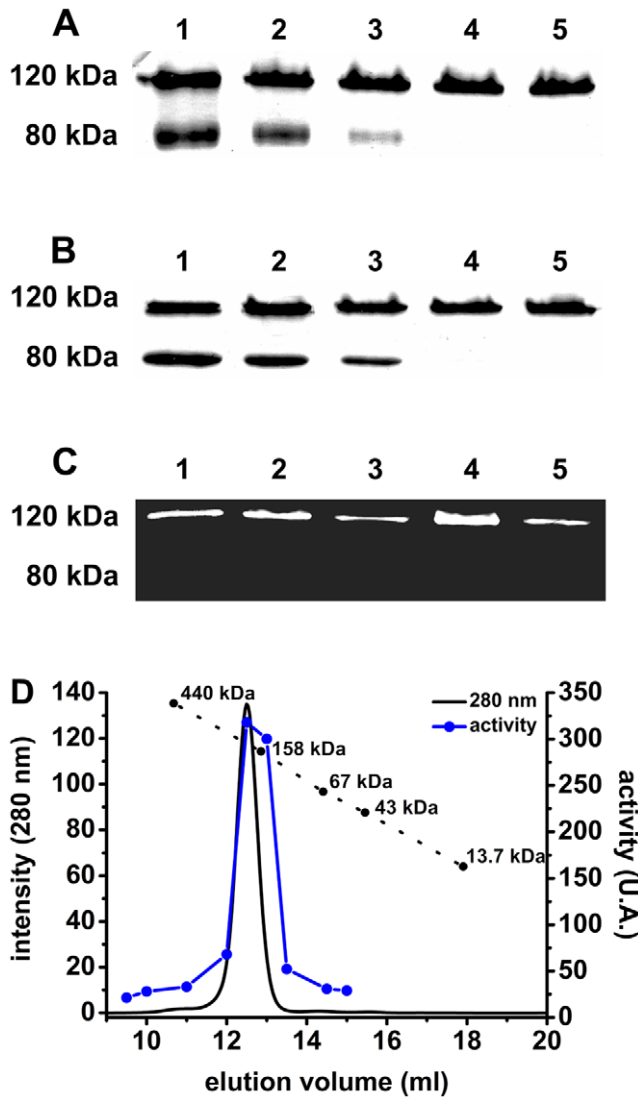 A
1 2 3 4 5
120 kDa
80 kDa
B
1 2 3 4 5
120 kDa
80 kDa
C
1 2 3 4 5
120 kDa
80 kDa
D
140
120
100
80
60
40
20
0
intensity (280 nm)
440 kDa
158 kDa
67 kDa
43 kDa
13.7 kDa
280 nm
activity
350
300
250
200
150
100
50
0
activity (U.A.)
10 12 14 16 18 20
elution volume (ml)